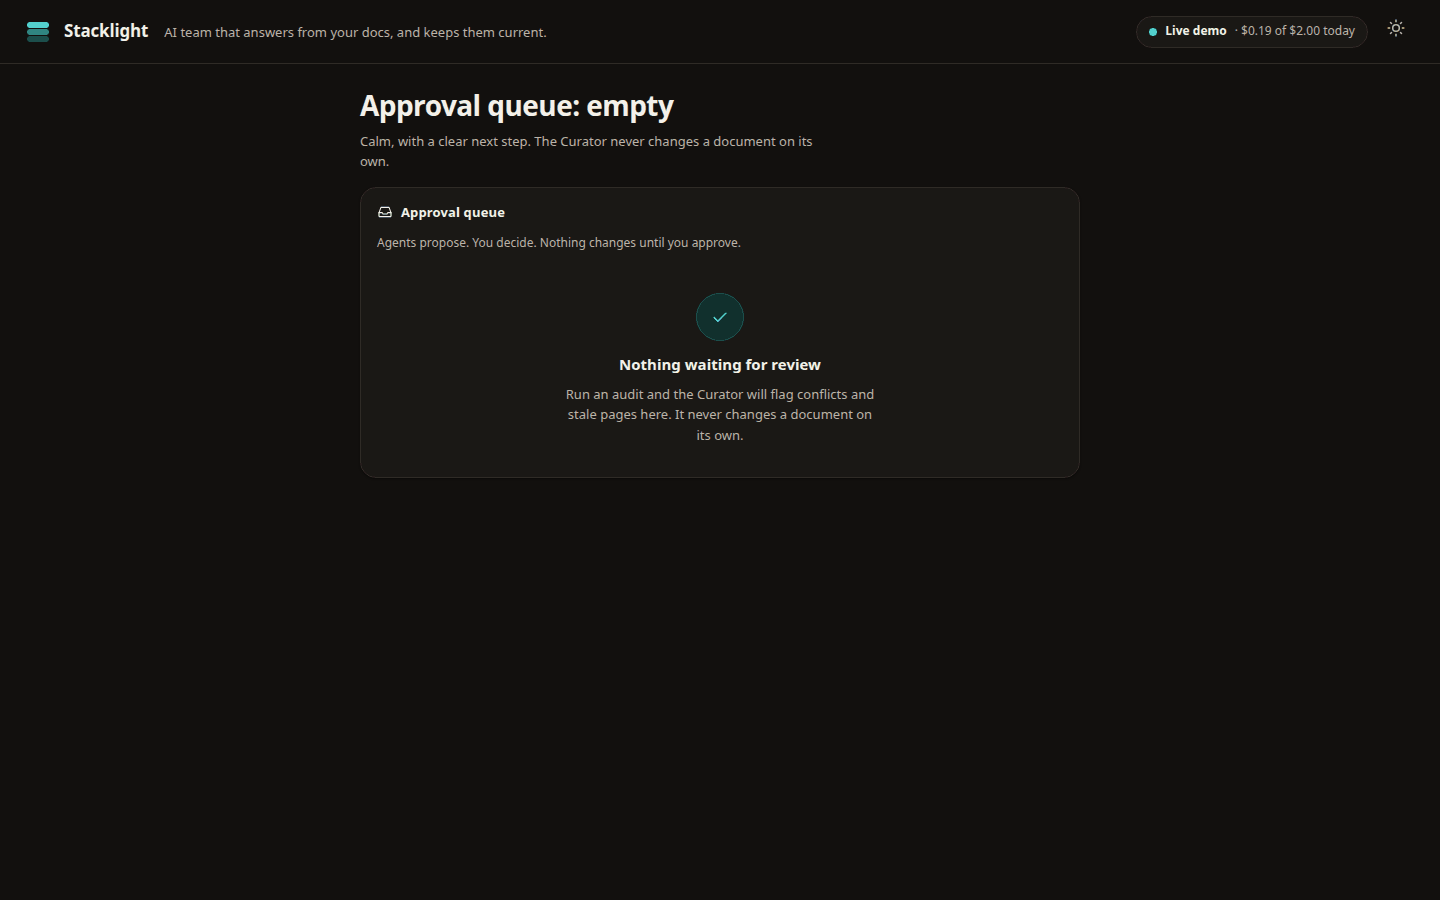 Stacklight
AI team that answers from your docs, and keeps them current.
Live demo · $0.19 of $2.00 today
Approval queue: empty
Calm, with a clear next step. The Curator never changes a document on its
own.
Approval queue
Agents propose. You decide. Nothing changes until you approve.
Nothing waiting for review
Run an audit and the Curator will flag conflicts and
stale pages here. It never changes a document on
its own.